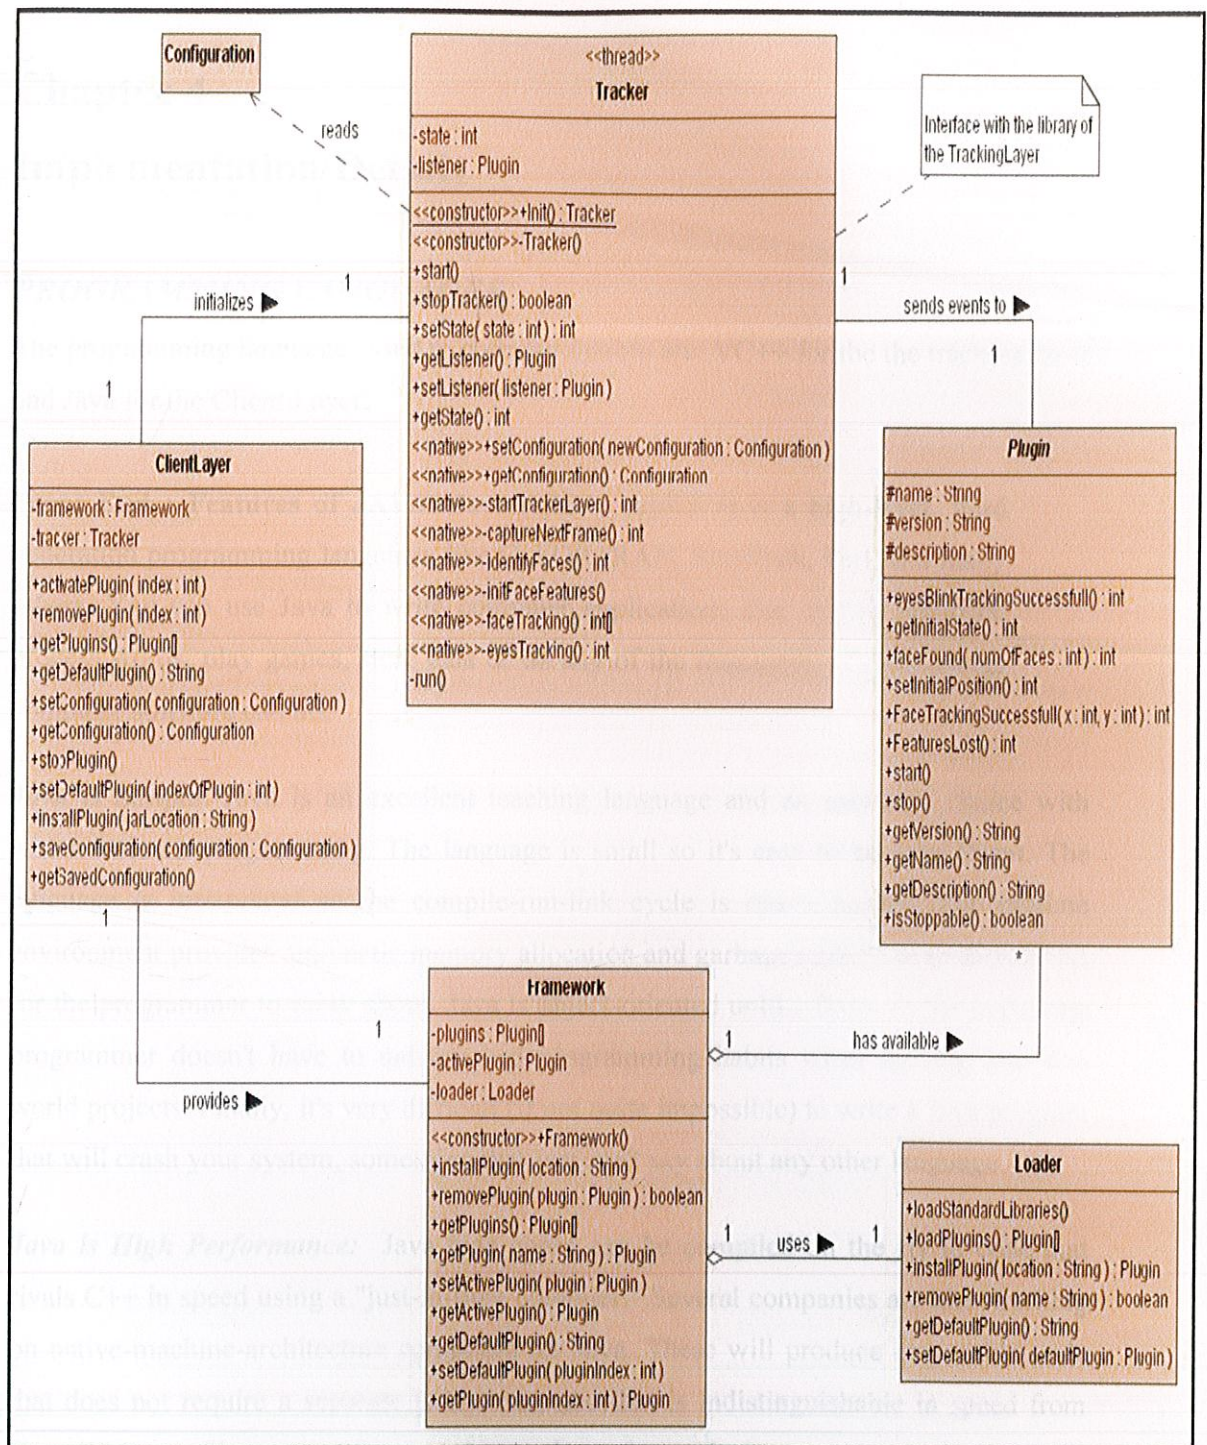 Configuration
reads
<<thread>>
Tracker
-state : int
-listener : Plugin
<<constructor>>+Init() : Tracker
<<constructor>>-Tracker()
+start()
+stopTracker() : boolean
+setState( state : int ) : int
+getListener() : Plugin
+setListener( listener : Plugin )
+getState() : int
<<native>>+setConfiguration( newConfiguration : Configuration )
<<native>>+getConfiguration() : Configuration
<<native>>-startTrackerLayer() : int
<<native>>-captureNextFrame() : int
<<native>>-identifyFaces() : int
<<native>>-initFaceFeatures()
<<native>>-faceTracking() : int[]
<<native>>-eyesTracking() : int
-run()
Interface with the library of
the TrackingLayer
1
initializes ▶
1
1
sends events to ▶
1
ClientLayer
-framework : Framework
-tracker : Tracker
+activatePlugin( index : int )
+removePlugin( index : int )
+getPlugins() : Plugin[]
+getDefaultPlugin() : String
+setConfiguration( configuration : Configuration )
+getConfiguration() : Configuration
+stopPlugin()
+setDefaultPlugin( indexOfPlugin : int )
+installPlugin( jarLocation : String )
+saveConfiguration( configuration : Configuration )
+getSavedConfiguration()
Plugin
#name : String
#version : String
#description : String
+eyesBlinkTrackingSuccessfull() : int
+getInitialState() : int
+faceFound( numOfFaces : int ) : int
+setInitialPosition() : int
+FaceTrackingSuccessfull( x : int, y : int ) : int
+FeaturesLost() : int
+start()
+stop()
+getVersion() : String
+getName() : String
+getDescription() : String
+isStoppable() : boolean
1
1
provides ▶
Framework
-plugins : Plugin[]
-activePlugin : Plugin
-loader : Loader
<<constructor>>+Framework()
+installPlugin( location : String )
+removePlugin( plugin : Plugin ) : boolean
+getPlugins() : Plugin[]
+getPlugin( name : String ) : Plugin
+setActivePlugin( plugin : Plugin )
+getActivePlugin() : Plugin
+getDefaultPlugin() : String
+setDefaultPlugin( pluginIndex : int )
+getPlugin( pluginIndex : int ) : Plugin
1
has available ▶
*
1
uses ▶
1
Loader
+loadStandardLibraries()
+loadPlugins() : Plugin[]
+installPlugin( location : String ) : Plugin
+removePlugin( name : String ) : boolean
+getDefaultPlugin() : String
+setDefaultPlugin( defaultPlugin : Plugin )